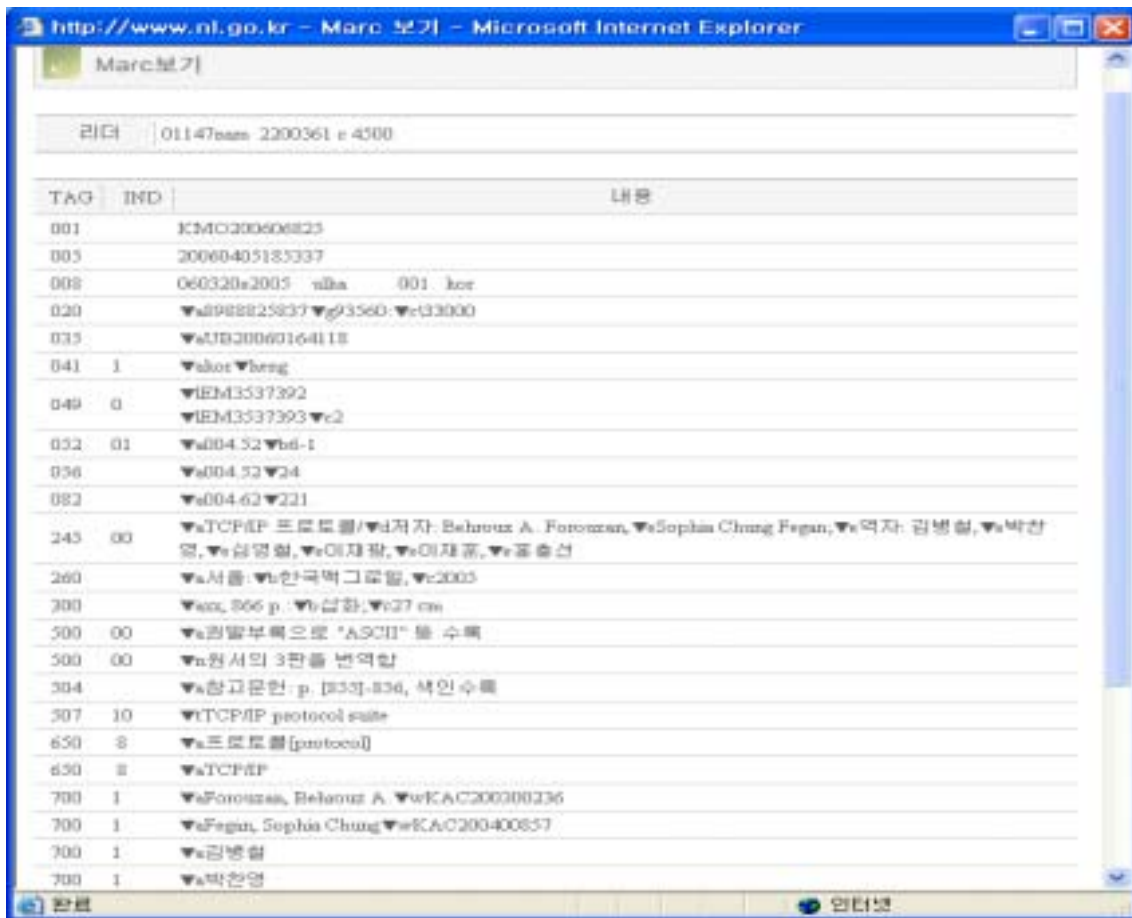 http://www.nl.go.kr - Marc 보기 - Microsoft Internet Explorer
Marc보기
리더 01147nam 2200361 c 4500
TAG IND 내용
001 KMO200606825
005 20060405185337
008 060320s2005 ulka 001 kor
020 ▼a8988825837▼g93560:▼c\33000
035 ▼aUB20060164118
041 1 ▼akor▼heng
049 0 ▼lEM3537392
▼lEM3537393▼c2
052 01 ▼a004.52▼b6-1
056 ▼a004.52▼24
082 ▼a004.62▼221
245 00 ▼aTCP/IP 프로토콜/▼d저자: Behrouz A. Forouzan,▼eSophia Chung Fegan;▼e역자: 김병철,▼e박찬
영,▼e심영철,▼e이재광,▼e이재훈,▼e홍충선
260 ▼a서울:▼b한국맥그로힐,▼c2005
300 ▼axx, 866 p.:▼b삽화;▼c27 cm
500 00 ▼a권말부록으로 "ASCII" 등 수록
500 00 ▼n원서의 3판을 번역함
504 ▼a참고문헌: p. [855]-856, 색인수록
507 10 ▼tTCP/IP protocol suite
650 8 ▼a프로토콜[protocol]
650 8 ▼aTCP/IP
700 1 ▼aForouzan, Behrouz A.▼wKAC200300236
700 1 ▼aFegan, Sophia Chung▼wKAC200400857
700 1 ▼a김병철
700 1 ▼a박찬영
완료 인터넷